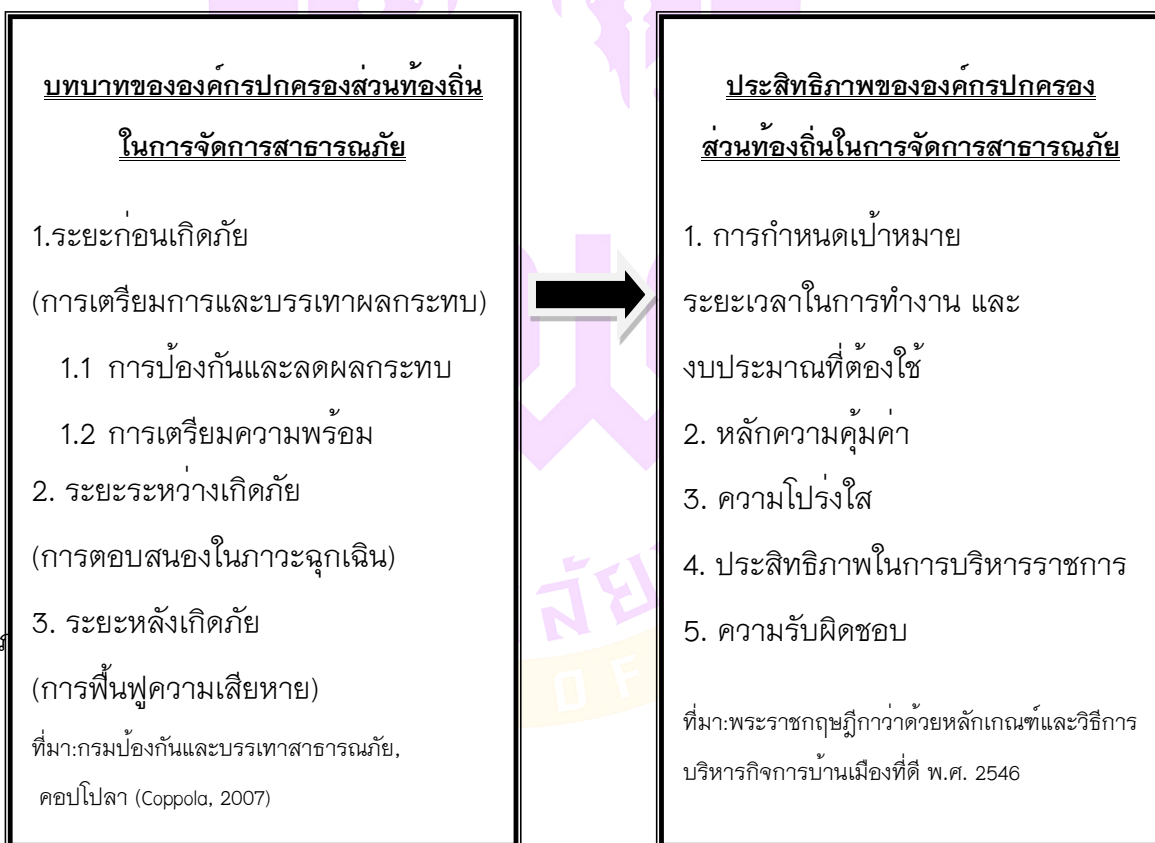 บทบาทขององค์กรปกครองส่วนท้องถิ่น
ในการจัดการสาธารณภัย
1.ระยะก่อนเกิดภัย
(การเตรียมการและบรรเทาผลกระทบ)
1.1 การป้องกันและลดผลกระทบ
1.2 การเตรียมความพร้อม
2. ระยะระหว่างเกิดภัย
(การตอบสนองในภาวะฉุกเฉิน)
3. ระยะหลังเกิดภัย
(การฟื้นฟูความเสียหาย)
ที่มา:กรมป้องกันและบรรเทาสาธารณภัย,
คอปโปลา (Coppola, 2007)
ประสิทธิภาพขององค์กรปกครอง
ส่วนท้องถิ่นในการจัดการสาธารณภัย
1. การกำหนดเป้าหมาย
ระยะเวลาในการทำงาน และ
งบประมาณที่ต้องใช้
2. หลักความคุ้มค่า
3. ความโปร่งใส
4. ประสิทธิภาพในการบริหารราชการ
5. ความรับผิดชอบ
ที่มา:พระราชกฤษฎีกาว่าด้วยหลักเกณฑ์และวิธีการ
บริหารกิจการบ้านเมืองที่ดี พ.ศ. 2546
ลัย
OF